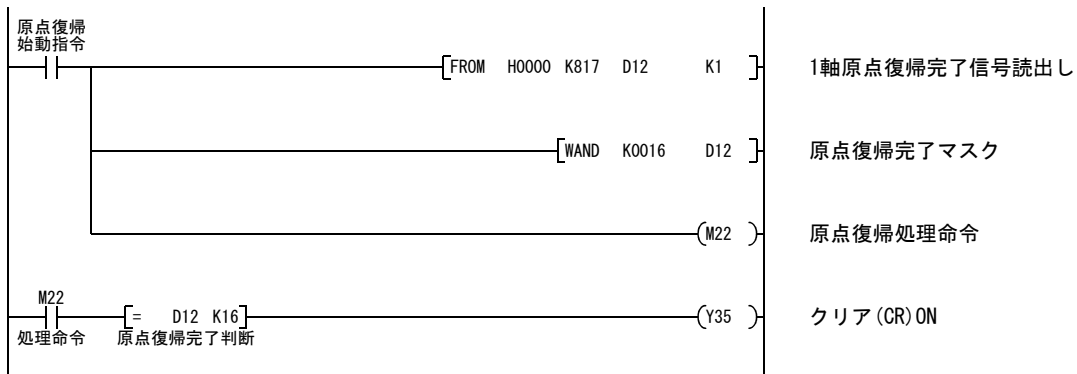 原点復帰
始動指令
FROM H0000 K817 D12 K1 1軸原点復帰完了信号読出し
WAND K0016 D12 原点復帰完了マスク
M22 原点復帰処理命令
M22
= D12 K16 Y35 クリア(CR)ON
処理命令 原点復帰完了判断